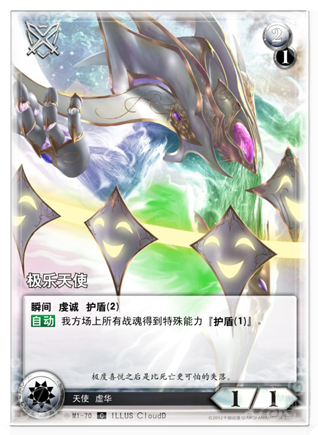 1
极乐天使
瞬间 虔诚 护盾(2)
自动 我方场上所有战魂得到特殊能力『护盾(1)』。
极度喜悦之后是比死亡更可怕的失落。
7
天使 虚华
1/1
M1-70 C ILLUS CloudD